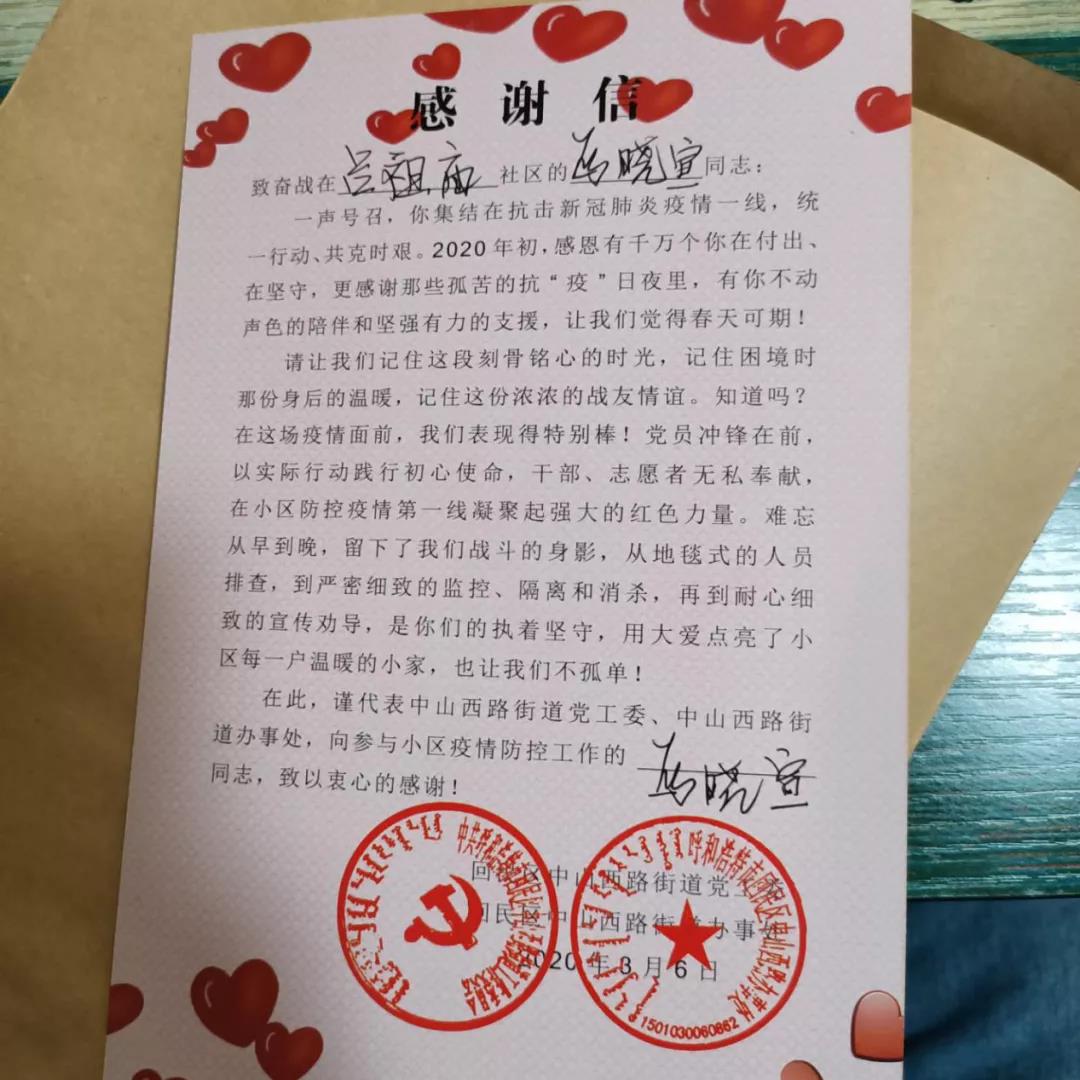 感谢信
致奋战在吕祖庙社区的马晓宣同志：
一声号召，你集结在抗击新冠肺炎疫情一线，统
一行动、共克时艰。2020年初，感恩有千万个你在付出、
在坚守，更感谢那些孤苦的抗“疫”日夜里，有你不动
声色的陪伴和坚强有力的支援，让我们觉得春天可期！
请让我们记住这段刻骨铭心的时光，记住困境时
那份身后的温暖，记住这份浓浓的战友情谊。知道吗？
在这场疫情面前，我们表现得特别棒！党员冲锋在前，
以实际行动践行初心使命，干部、志愿者无私奉献，
在小区防控疫情第一线凝聚起强大的红色力量。难忘
从早到晚，留下了我们战斗的身影，从地毯式的人员
排查，到严密细致的监控、隔离和消杀，再到耐心细
致的宣传劝导，是你们的执着坚守，用大爱点亮了小
区每一户温暖的小家，也让我们不孤单！
在此，谨代表中山西路街道党工委、中山西路街
道办事处，向参与小区疫情防控工作的马晓宣
同志，致以衷心的感谢！
回民区中山西路街道党工委
回民区中山西路街道办事处
2020年3月6日
呼和浩特市回民区中山西路办事处
1501030060862